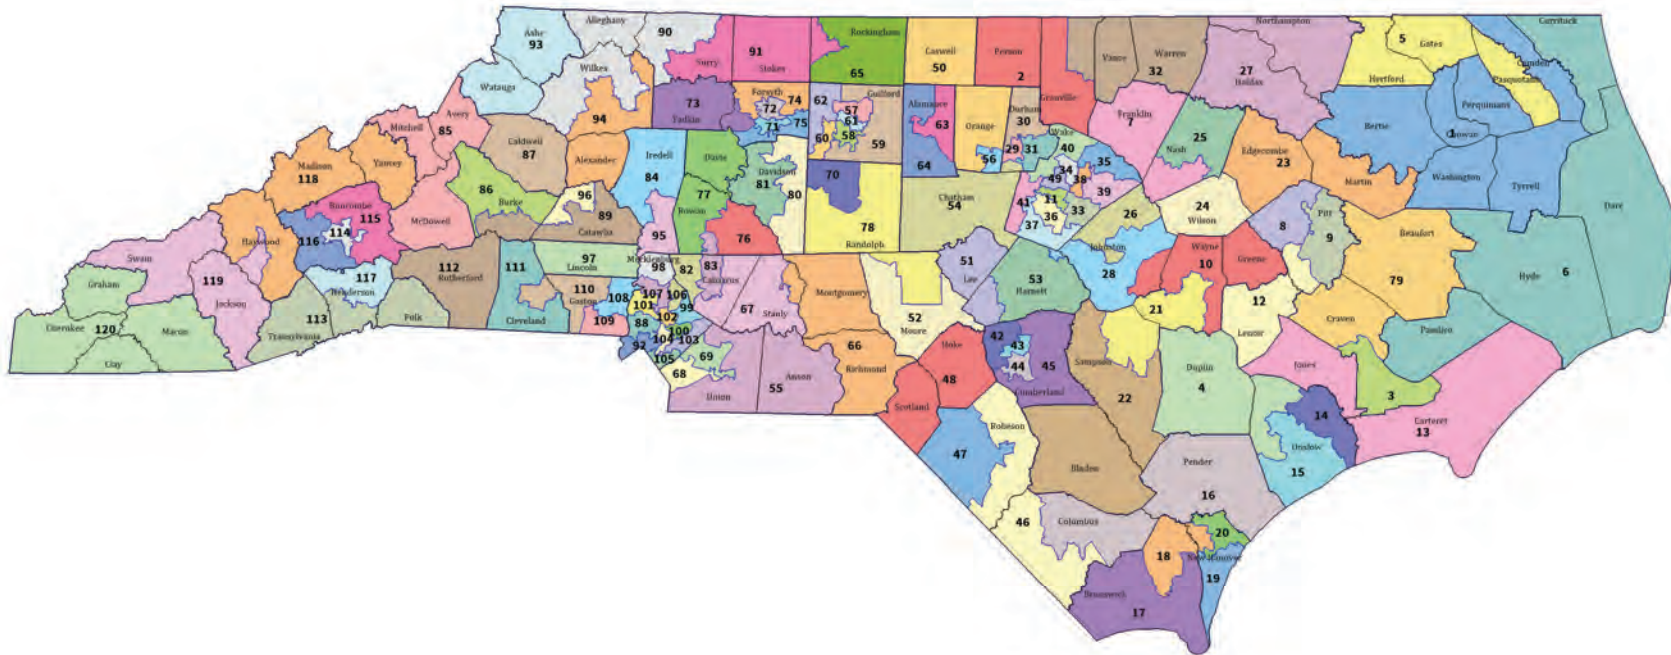 Ashe
93
Alleghany
90
Surry
91
Stokes
Rockingham
65
Caswell
50
Person
2
Granville
Vance
Warren
32
Northampton
27
Halifax
5
Gates
Hertford
Currituck
Camden
Pasquotank
Perquimans
Chowan
1
Bertie
Washington
Tyrrell
Dare
Watauga
Wilkes
94
73
Yadkin
Forsyth
72
74
71
75
62
57
61
60
58
Guilford
59
Alamance
63
64
Orange
56
Durham
30
29
31
Wake
40
35
34
49
38
39
41
11
36
33
37
Franklin
7
25
Nash
Edgecombe
23
Martin
Avery
85
Mitchell
Yancey
Madison
118
Caldwell
87
Alexander
Iredell
84
Davie
77
Rowan
Davidson
81
80
70
78
Randolph
Chatham
54
26
24
Wilson
8
Pitt
9
Beaufort
79
Hyde
6
86
Burke
McDowell
96
89
Catawba
95
76
Buncombe
115
114
116
Haywood
Swain
119
Jackson
Graham
Cherokee
120
Clay
Macon
117
Henderson
113
Transylvania
Polk
112
Rutherford
111
Cleveland
97
Lincoln
110
Gaston
109
108
Mecklenburg
98
82
83
Cabarrus
107
106
101
99
102
88
100
92
104
103
105
69
68
Union
67
Stanly
55
Anson
Montgomery
66
Richmond
52
Moore
51
Lee
53
Harnett
Johnston
28
Wayne
10
Greene
12
Lenoir
Craven
Pamlico
Jones
3
Carteret
13
14
Onslow
15
Duplin
4
21
Sampson
22
42
43
44
45
Cumberland
Hoke
48
Scotland
Robeson
47
46
Bladen
Columbus
Pender
16
18
20
New Hanover
19
Brunswick
17